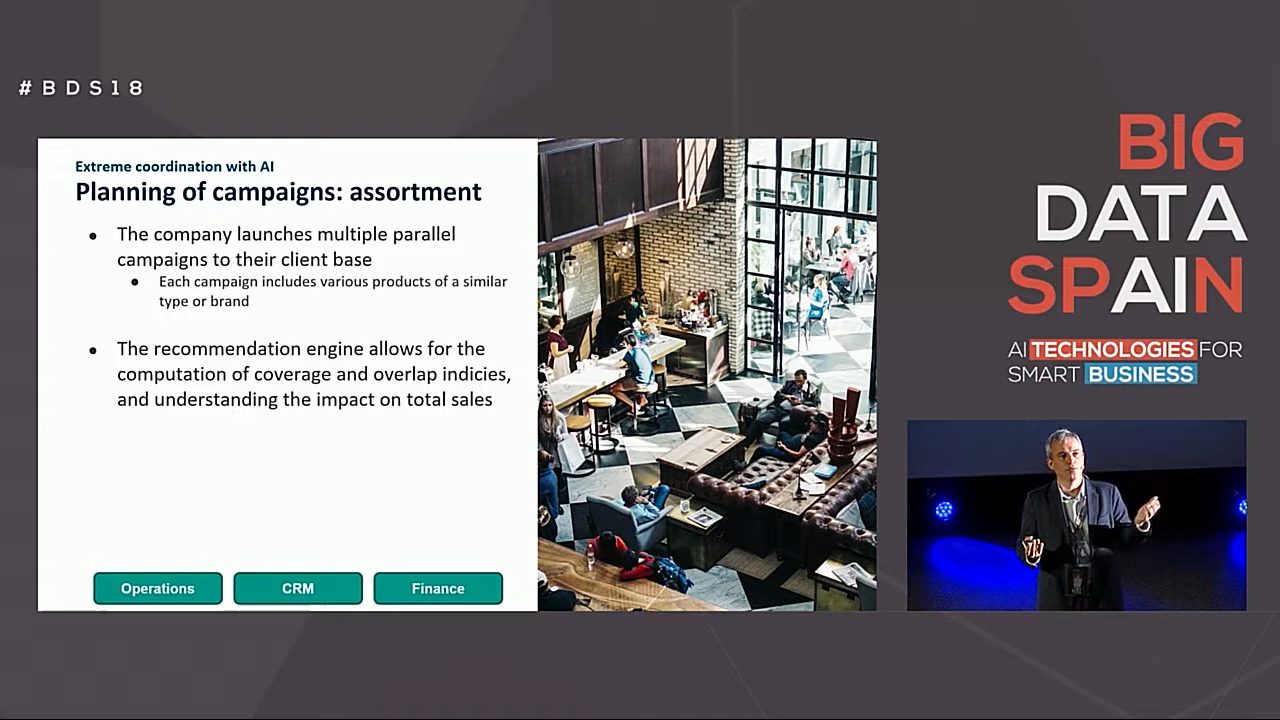 #BDS18
Extreme coordination with AI
Planning of campaigns: assortment
● The company launches multiple parallel
campaigns to their client base
● Each campaign includes various products of a similar
type or brand
● The recommendation engine allows for the
computation of coverage and overlap indicies,
and understanding the impact on total sales
Operations
CRM
Finance
BIG
DATA
SPAIN
AI TECHNOLOGIES FOR
SMART BUSINESS